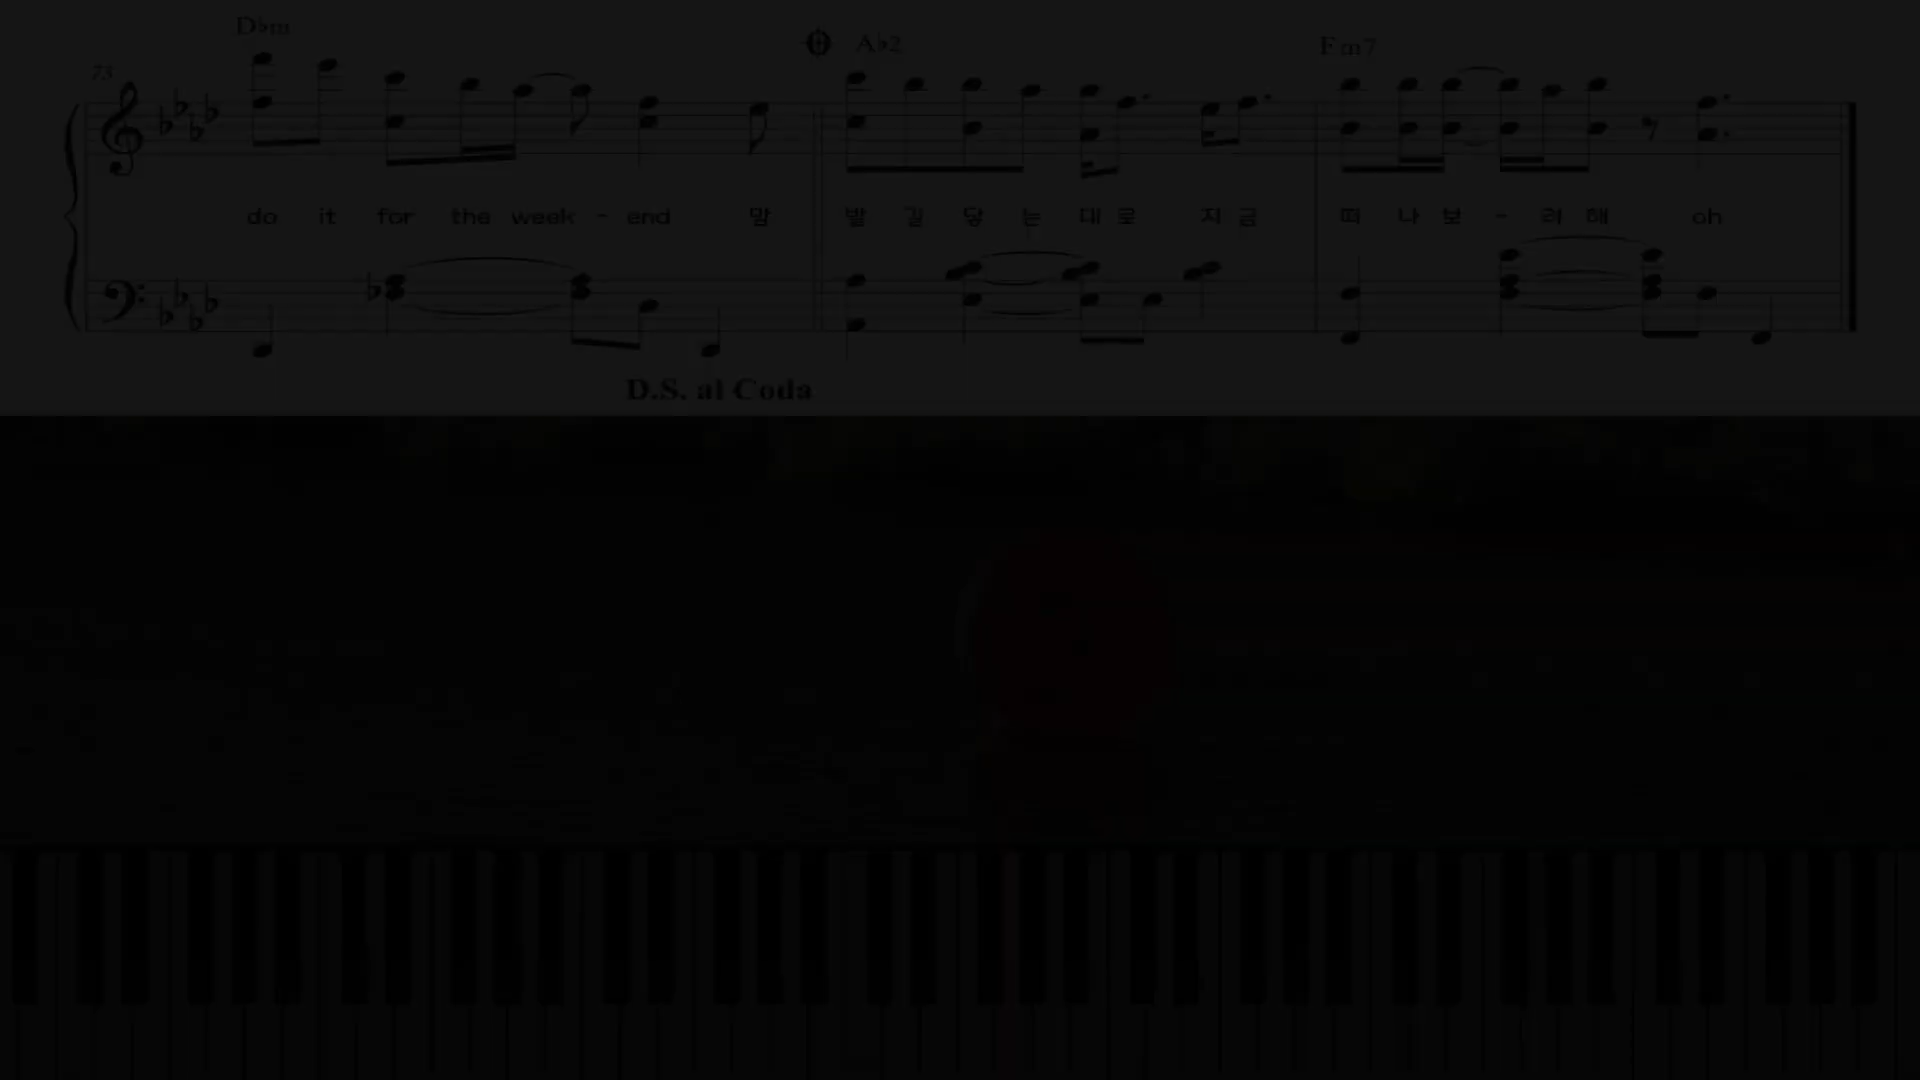 D♭m A♭2 Fm7
73
do it for the week - end 맘 발 길 닿 는 대 로 지 금 떠 나 보 - 려 해 oh
D.S. al Coda